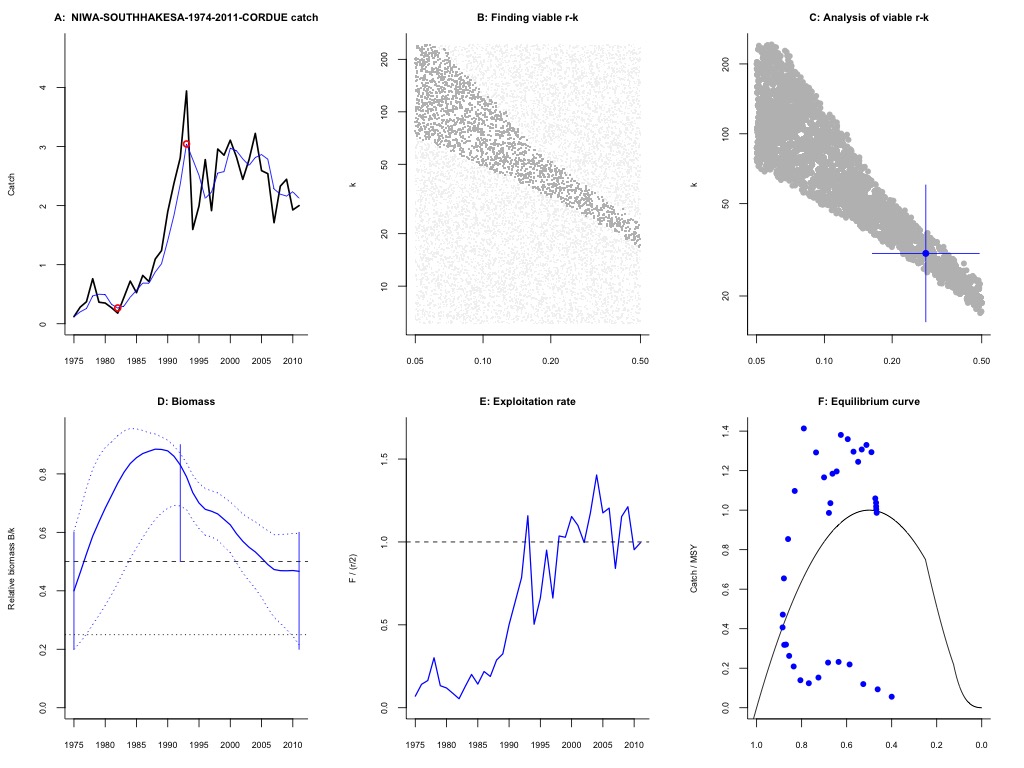 A:  NIWA-SOUTHHAKESA-1974-2011-CORDUE catch
Catch
0 1 2 3 4
1975 1980 1985 1990 1995 2000 2005 2010
B: Finding viable r-k
k
10 20 50 100 200
0.05 0.10 0.20 0.50
C: Analysis of viable r-k
k
20 50 100 200
0.05 0.10 0.20 0.50
D: Biomass
Relative biomass B/k
0.0 0.2 0.4 0.6 0.8
1975 1980 1985 1990 1995 2000 2005 2010
E: Exploitation rate
F / (r/2)
0.0 0.5 1.0 1.5
1975 1980 1985 1990 1995 2000 2005 2010
F: Equilibrium curve
Catch / MSY
0.0 0.2 0.4 0.6 0.8 1.0 1.2 1.4
1.0 0.8 0.6 0.4 0.2 0.0